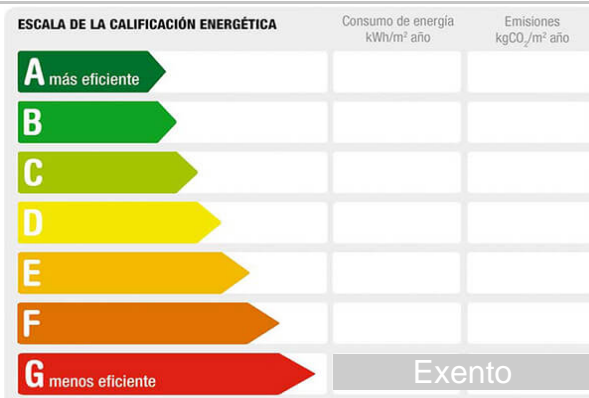 ESCALA DE LA CALIFICACIÓN ENERGÉTICA
Consumo de energía
kWh/m² año
Emisiones
kgCO₂/m² año
A más eficiente
B
C
D
E
F
G menos eficiente
Exento